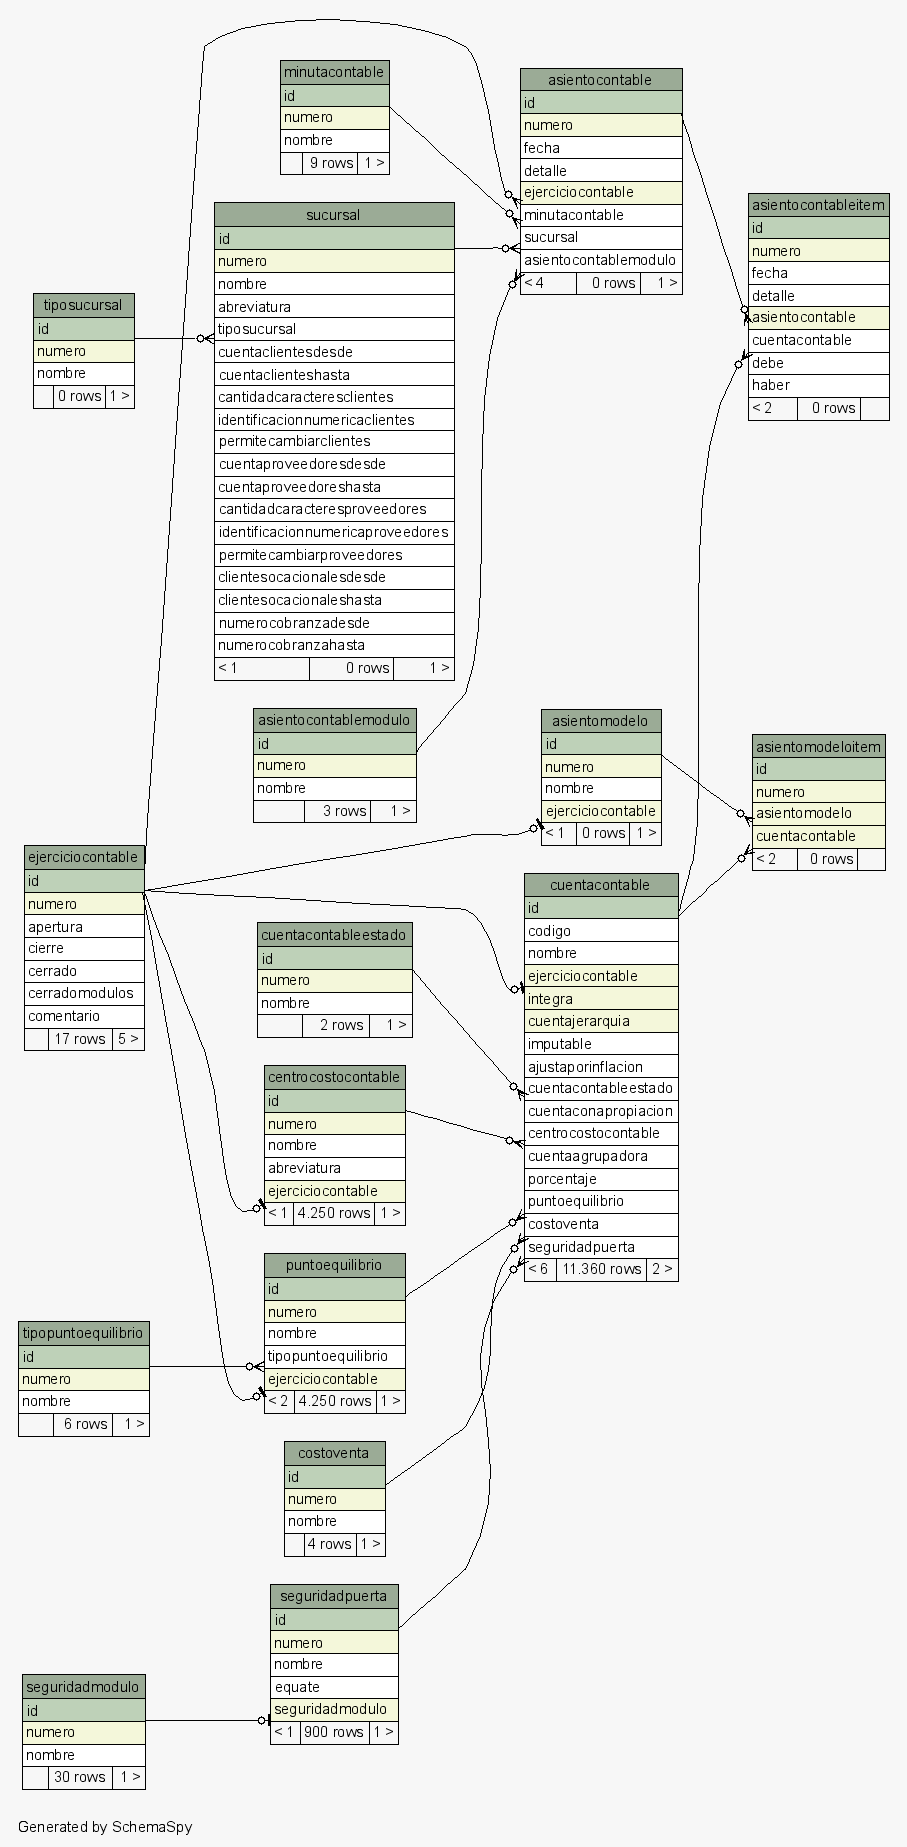 minutacontable
id
numero
nombre
9 rows 1 >
asientocontable
id
numero
fecha
detalle
ejerciciocontable
minutacontable
sucursal
asientocontablemodulo
< 4 0 rows 1 >
asientocontableitem
id
numero
fecha
detalle
asientocontable
cuentacontable
debe
haber
< 2 0 rows
sucursal
id
numero
nombre
abreviatura
tiposucursal
cuentaclientesdesde
cuentaclienteshasta
cantidadcaracteresclientes
identificacionnumericaclientes
permitecambiarclientes
cuentaproveedoresdesde
cuentaproveedoreshasta
cantidadcaracteresproveedores
identificacionnumericaproveedores
permitecambiarproveedores
clientesocacionalesdesde
clientesocacionaleshasta
numerocobranzadesde
numerocobranzahasta
< 1 0 rows 1 >
tiposucursal
id
numero
nombre
0 rows 1 >
asientocontablemodulo
id
numero
nombre
3 rows 1 >
asientomodelo
id
numero
nombre
ejerciciocontable
< 1 0 rows 1 >
asientomodeloitem
id
numero
asientomodelo
cuentacontable
< 2 0 rows
ejerciciocontable
id
numero
apertura
cierre
cerrado
cerradomodulos
comentario
17 rows 5 >
cuentacontable
id
codigo
nombre
ejerciciocontable
integra
cuentajerarquia
imputable
ajustaporinflacion
cuentacontableestado
cuentaconapropiacion
centrocostocontable
cuentaagrupadora
porcentaje
puntoequilibrio
costoventa
seguridadpuerta
< 6 11.360 rows 2 >
cuentacontableestado
id
numero
nombre
2 rows 1 >
centrocostocontable
id
numero
nombre
abreviatura
ejerciciocontable
< 1 4.250 rows 1 >
puntoequilibrio
id
numero
nombre
tipopuntoequilibrio
ejerciciocontable
< 2 4.250 rows 1 >
tipopuntoequilibrio
id
numero
nombre
6 rows 1 >
costoventa
id
numero
nombre
4 rows 1 >
seguridadpuerta
id
numero
nombre
equate
seguridadmodulo
< 1 900 rows 1 >
seguridadmodulo
id
numero
nombre
30 rows 1 >
Generated by SchemaSpy